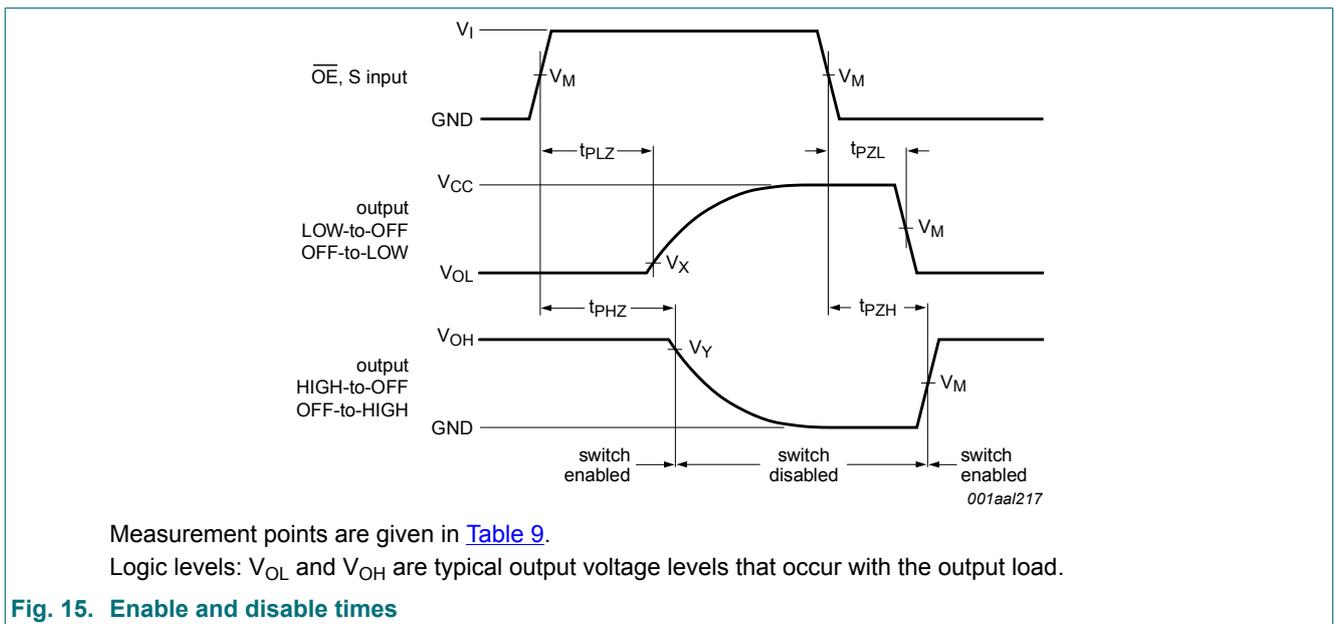 VI
OE, S input
VM
VM
GND
tPLZ
tPZL
VCC
output
LOW-to-OFF
OFF-to-LOW
VM
VX
VOL
tPHZ
tPZH
VOH
VY
output
HIGH-to-OFF
OFF-to-HIGH
VM
GND
switch
enabled
switch
disabled
switch
enabled
001aal217
Measurement points are given in Table 9.
Logic levels: VOL and VOH are typical output voltage levels that occur with the output load.
Fig. 15. Enable and disable times